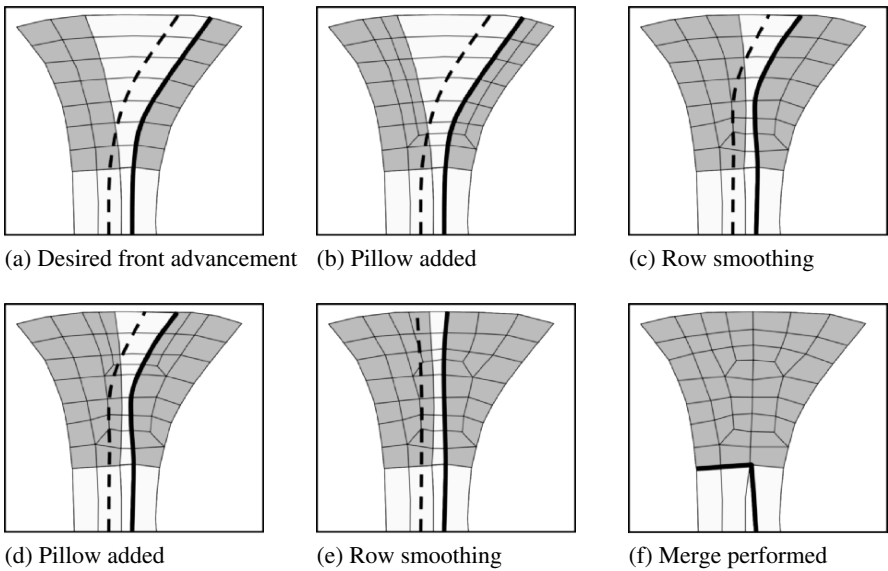 (a) Desired front advancement
(b) Pillow added
(c) Row smoothing
(d) Pillow added
(e) Row smoothing
(f) Merge performed